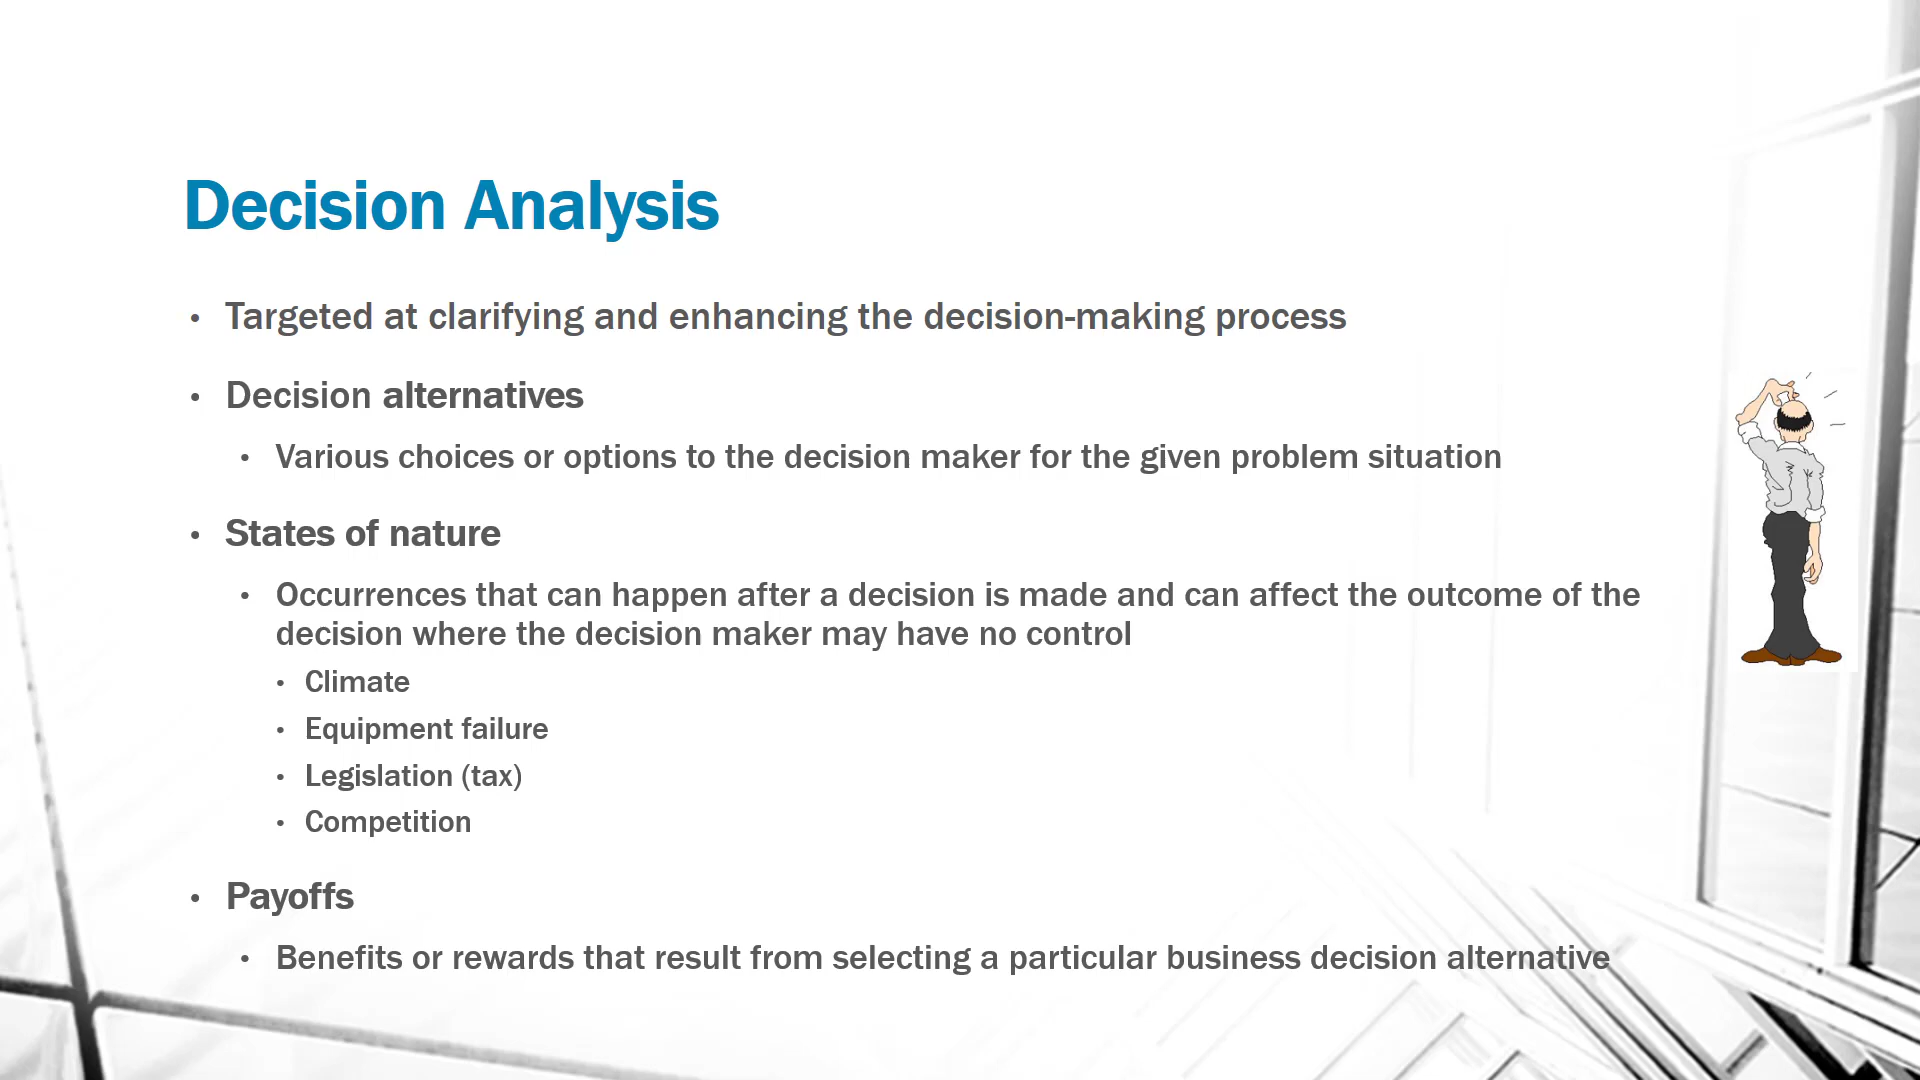 Decision Analysis
• Targeted at clarifying and enhancing the decision-making process
• Decision alternatives
• Various choices or options to the decision maker for the given problem situation
• States of nature
• Occurrences that can happen after a decision is made and can affect the outcome of the
decision where the decision maker may have no control
• Climate
• Equipment failure
• Legislation (tax)
• Competition
• Payoffs
• Benefits or rewards that result from selecting a particular business decision alternative